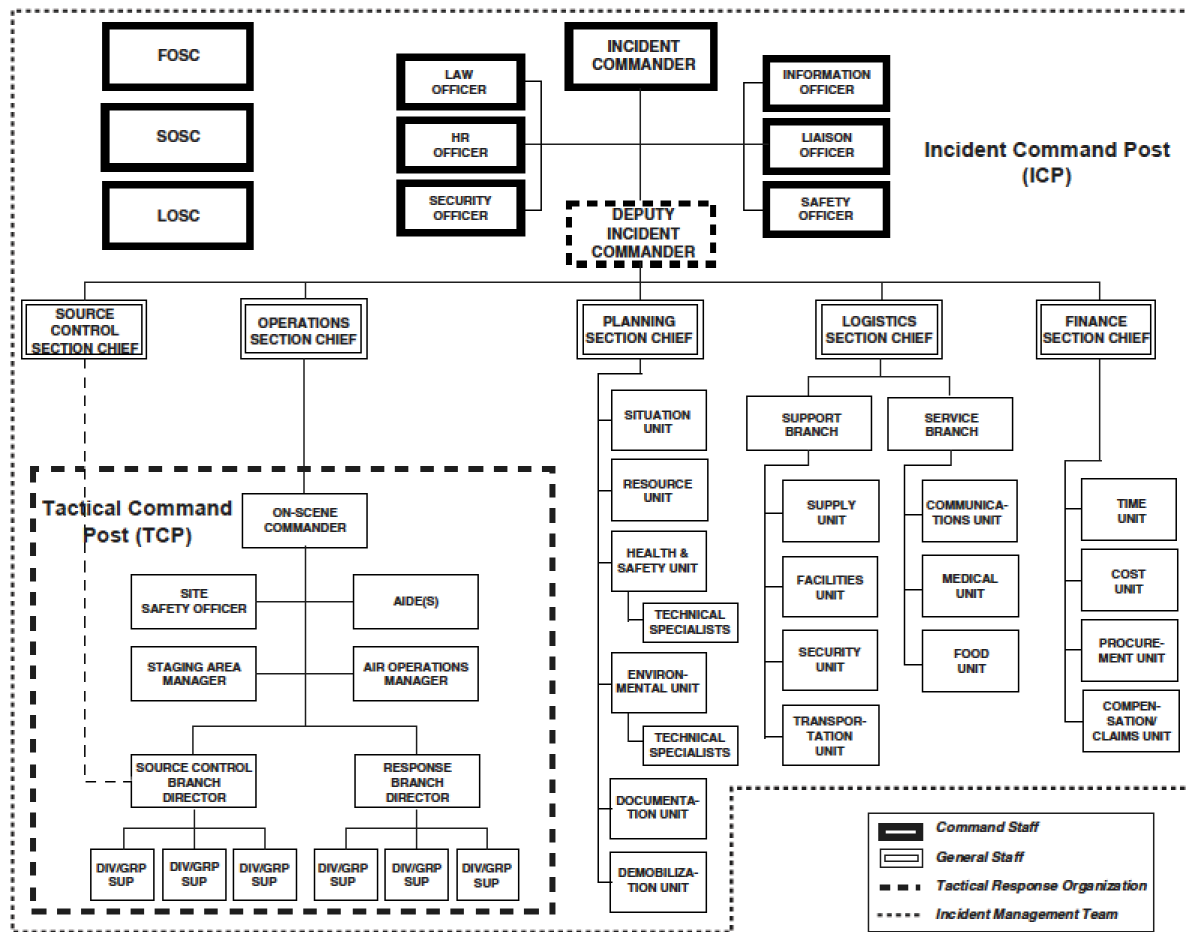 FOSC
SOSC
LOSC
INCIDENT
COMMANDER
LAW
OFFICER
HR
OFFICER
SECURITY
OFFICER
INFORMATION
OFFICER
LIAISON
OFFICER
SAFETY
OFFICER
Incident Command Post
(ICP)
DEPUTY
INCIDENT
COMMANDER
SOURCE
CONTROL
SECTION CHIEF
OPERATIONS
SECTION CHIEF
PLANNING
SECTION CHIEF
LOGISTICS
SECTION CHIEF
FINANCE
SECTION CHIEF
Tactical Command
Post (TCP)
ON-SCENE
COMMANDER
SITE
SAFETY OFFICER
AIDE(S)
STAGING AREA
MANAGER
AIR OPERATIONS
MANAGER
SOURCE CONTROL
BRANCH
DIRECTOR
RESPONSE
BRANCH
DIRECTOR
DIV/GRP
SUP
DIV/GRP
SUP
DIV/GRP
SUP
DIV/GRP
SUP
DIV/GRP
SUP
DIV/GRP
SUP
SITUATION
UNIT
RESOURCE
UNIT
HEALTH &
SAFETY UNIT
TECHNICAL
SPECIALISTS
ENVIRON-
MENTAL UNIT
TECHNICAL
SPECIALISTS
DOCUMENTA-
TION UNIT
DEMOBILIZA-
TION UNIT
SUPPORT
BRANCH
SERVICE
BRANCH
SUPPLY
UNIT
FACILITIES
UNIT
SECURITY
UNIT
TRANSPOR-
TATION
UNIT
COMMUNICA-
TIONS UNIT
MEDICAL
UNIT
FOOD
UNIT
TIME
UNIT
COST
UNIT
PROCURE-
MENT UNIT
COMPEN-
SATION/
CLAIMS UNIT
Command Staff
General Staff
Tactical Response Organization
Incident Management Team